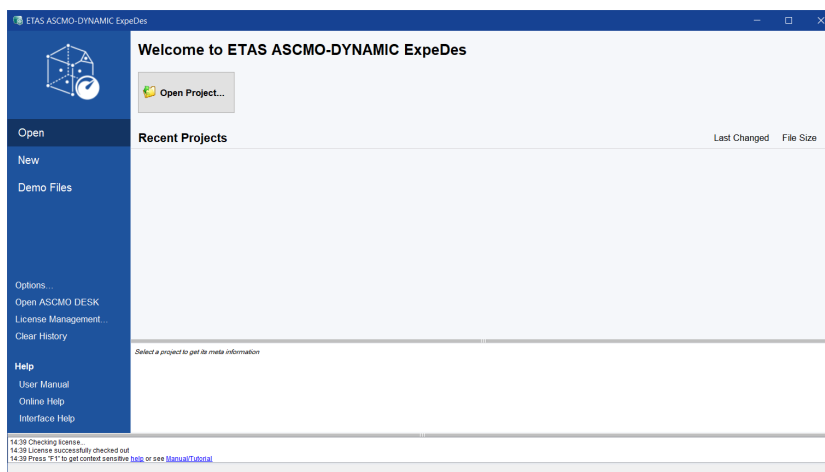 ETAS ASCMO-DYNAMIC ExpeDes
Welcome to ETAS ASCMO-DYNAMIC ExpeDes
Open Project...
Open
Recent Projects Last Changed File Size
New
Demo Files
Options...
Open ASCMO DESK
License Management...
Clear History
Select a project to get its meta information
Help
User Manual
Online Help
Interface Help
14:39 Checking license...
14:39 License successfully checked out
14:39 Press "F1" to get context sensitive help or see Manual/Tutorial